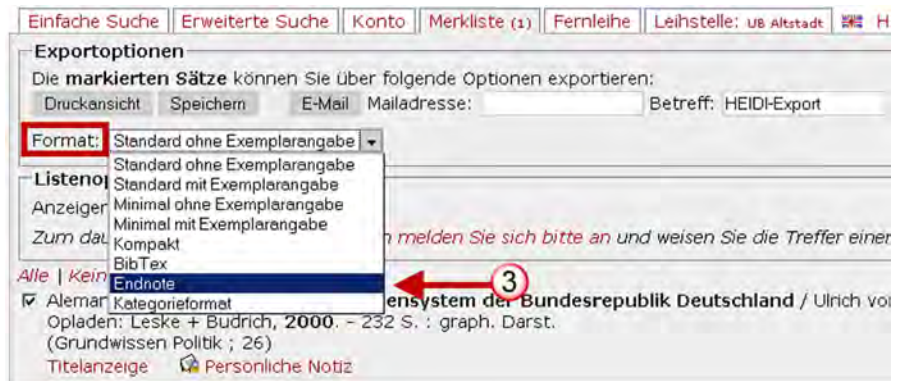 Einfache Suche Erweiterte Suche Konto Merkliste (1) Fernleihe Leihstelle: UB Altstadt H
Exportoptionen
Die markierten Sätze können Sie über folgende Optionen exportieren:
Druckansicht Speichern E-Mail Mailadresse: Betreff: HEIDI-Export
Format: Standard ohne Exemplarangabe
Standard ohne Exemplarangabe
Standard mit Exemplarangabe
Minimal ohne Exemplarangabe
Minimal mit Exemplarangabe
Kompakt
BibTex
Endnote
Kategorieformat
Listenop
Anzeigen
Zum dau n melden Sie sich bitte an und weisen Sie die Treffer einer
3
Alle | Kein
Aleman ensystem der Bundesrepublik Deutschland / Ulrich vo
Opladen: Leske + Budrich, 2000. - 232 S. : graph. Darst.
(Grundwissen Politik ; 26)
Titelanzeige Persönliche Notiz